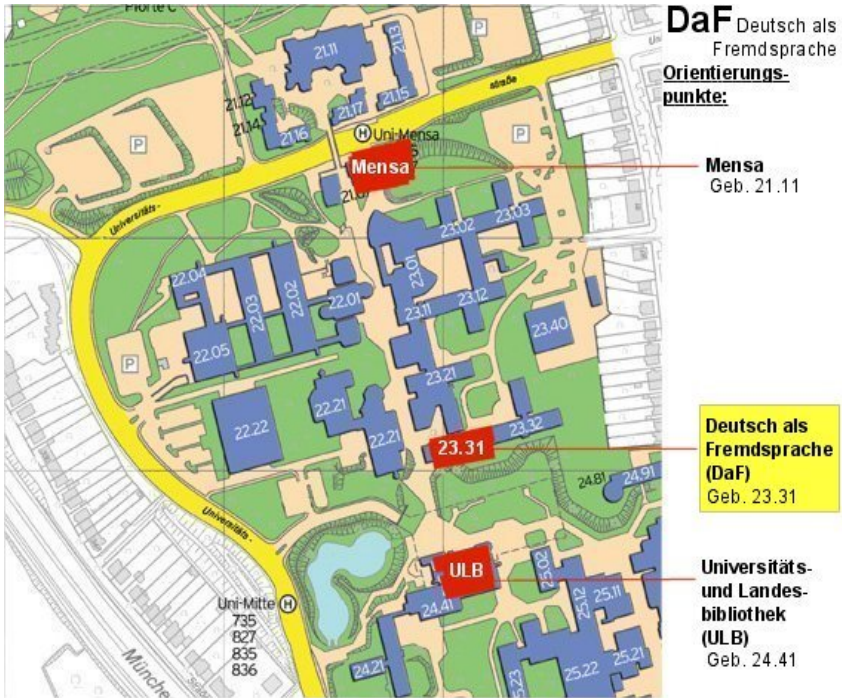 Pforte C
DaF Deutsch als
Fremdsprache
Orientierungs-
punkte:
21.11
21.13
21.12
21.14
21.16
21.17
21.15
P
P
P
P
straße
H Uni-Mensa
Mensa
Mensa
Geb. 21.11
Universitäts-
22.04
22.03
22.02
22.01
22.05
23.01
23.02
23.03
23.11
23.12
23.40
23.21
22.21
22.21
22.22
23.32
23.31
Deutsch als
Fremdsprache
(DaF)
Geb. 23.31
24.81
24.91
Universitäts-
ULB
24.41
25.02
25.12
25.11
Universitäts-
und Landes-
bibliothek
(ULB)
Geb. 24.41
Uni-Mitte H
735
827
835
836
24.21
25.23
25.22
25.21
Münche